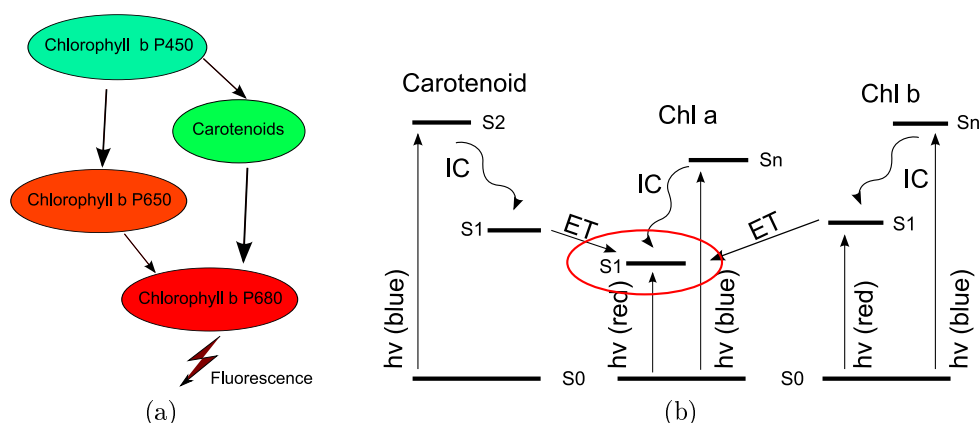 Chlorophyll b P450
Carotenoids
Chlorophyll b P650
Chlorophyll b P680
Fluorescence
(a)
Carotenoid
S2
IC
S1
ET
hv (blue)
Chl a
Sn
IC
S1
hv (red)
hv (blue)
S0
Chl b
Sn
IC
S1
ET
hv (red)
hv (blue)
S0
(b)